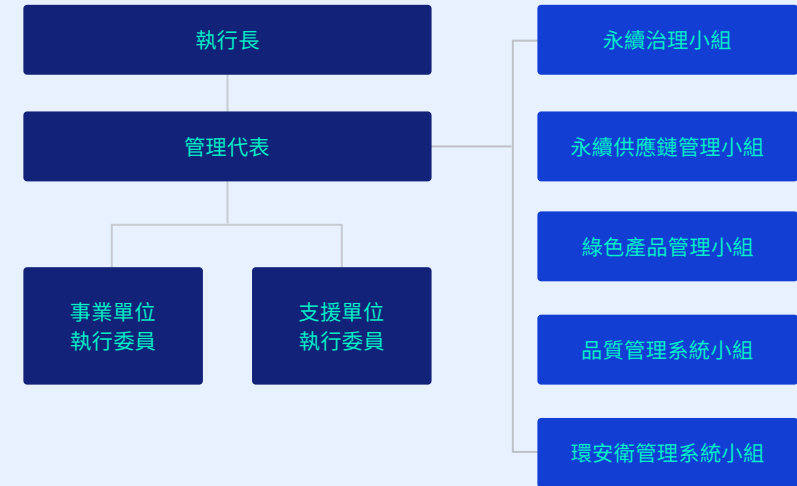 執行長
管理代表
事業單位
執行委員
支援單位
執行委員
永續治理小組
永續供應鏈管理小組
綠色產品管理小組
品質管理系統小組
環安衛管理系統小組